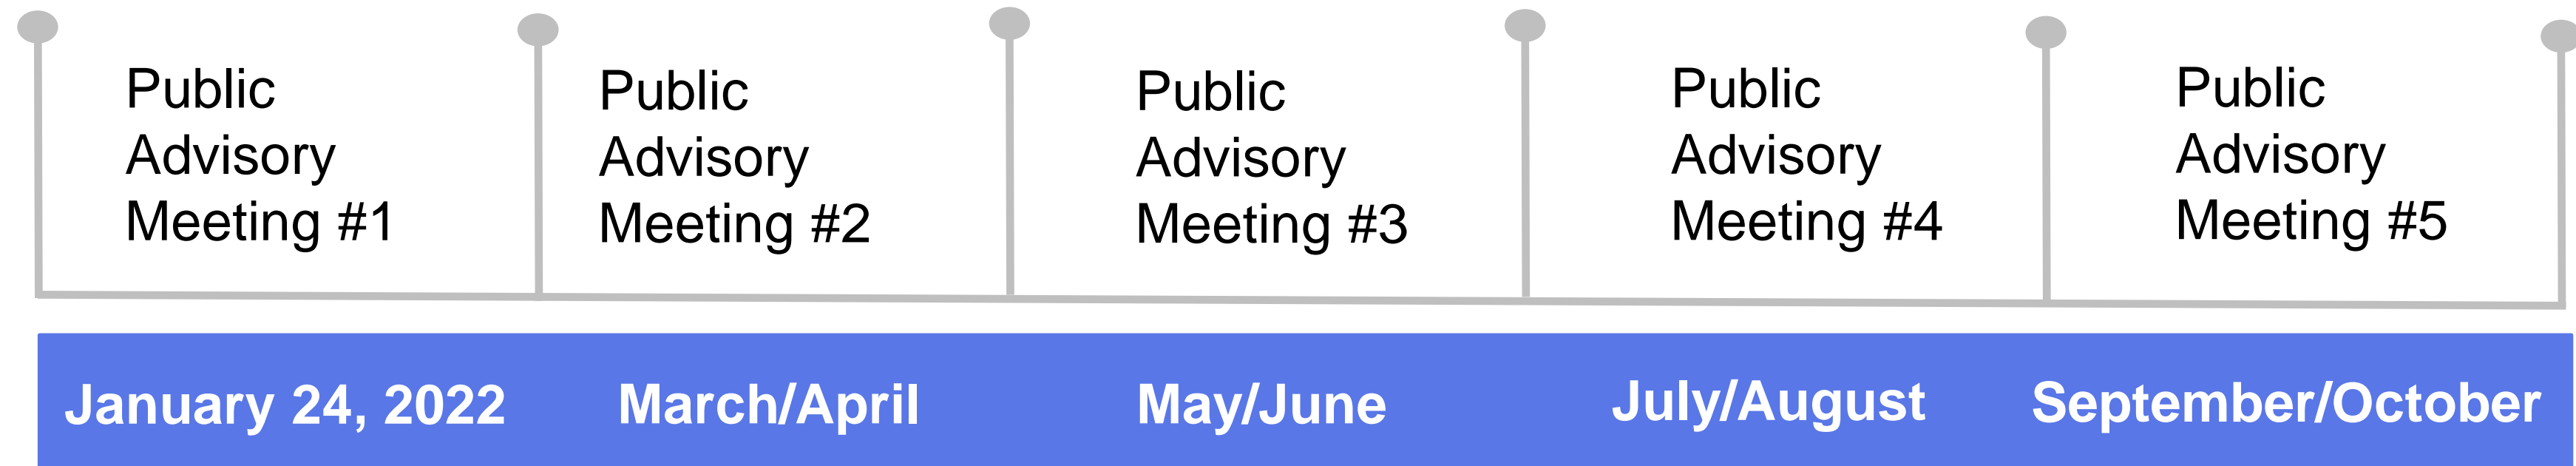 Public
Advisory
Meeting #1
Public
Advisory
Meeting #2
Public
Advisory
Meeting #3
Public
Advisory
Meeting #4
Public
Advisory
Meeting #5
January 24, 2022
March/April
May/June
July/August
September/October